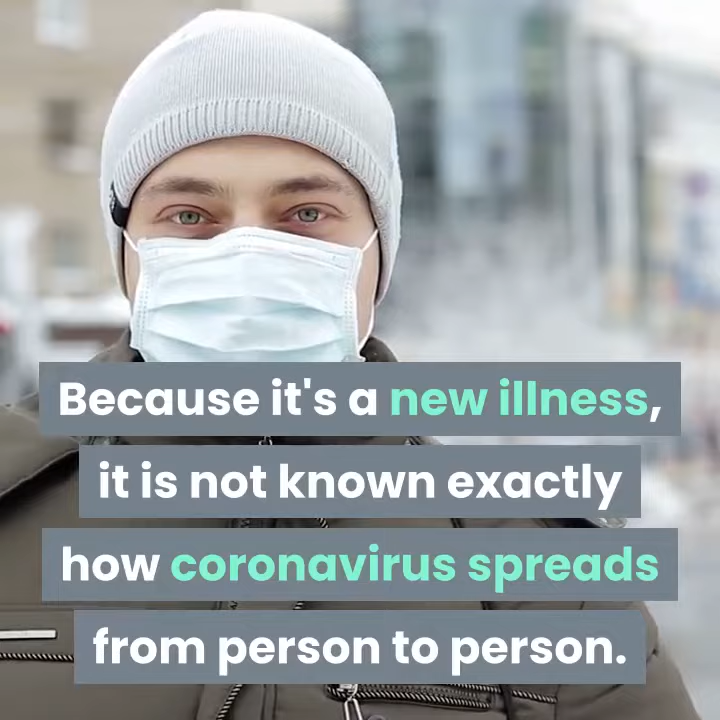 Because it's a new illness,
it is not known exactly
how coronavirus spreads
from person to person.